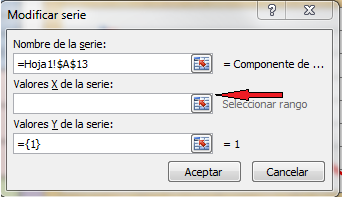 Modificar serie
Nombre de la serie:
=Hoja1!$A$13 = Componente de ...
Valores X de la serie:
Seleccionar rango
Valores Y de la serie:
={1} = 1
Aceptar Cancelar